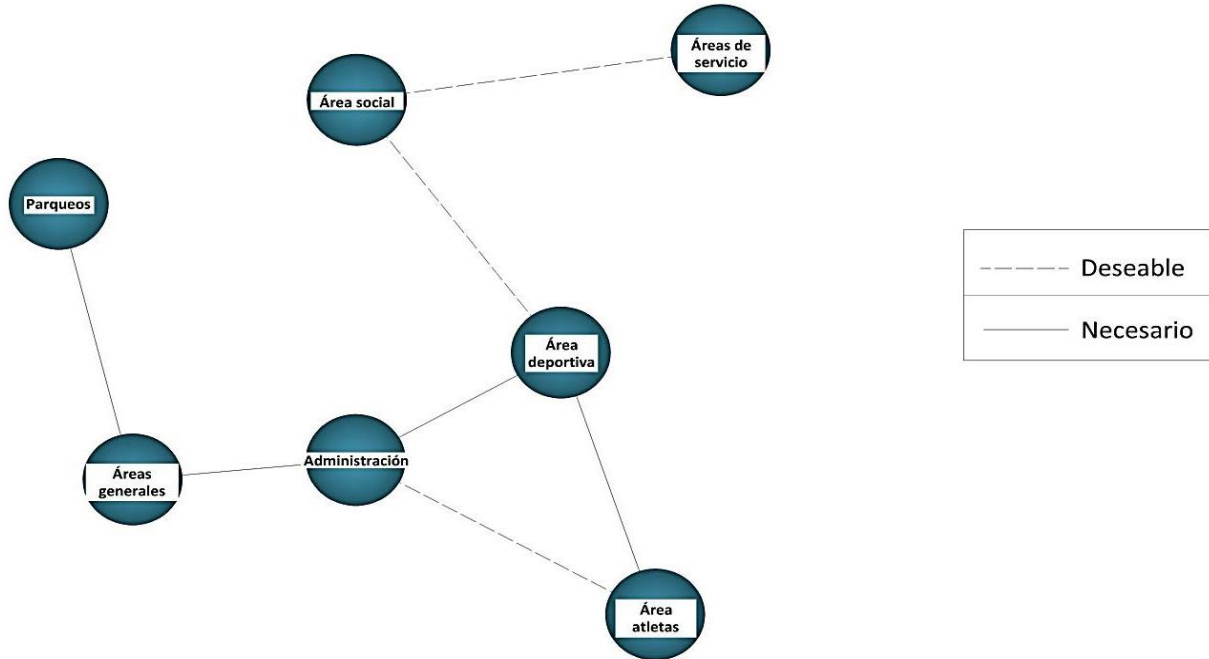 Áreas de
servicio
Área social
Parqueos
Deseable
Necesario
Área
deportiva
Administración
Áreas
generales
Área
atletas